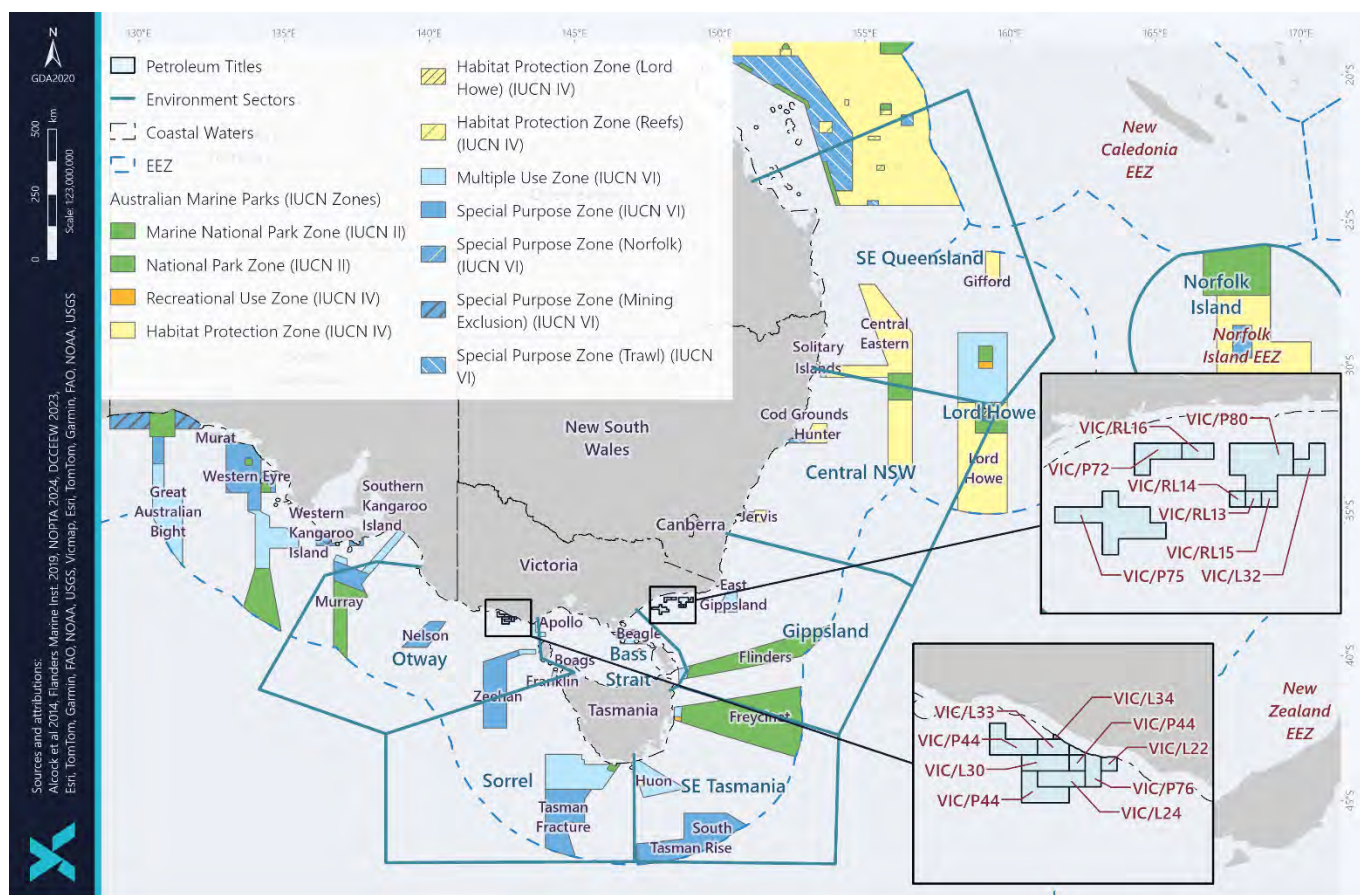 130°E
135°E
140°E
145°E
150°E
155°E
160°E
165°E
170°E
20°S
25°S
30°S
35°S
40°S
45°S
N
GDA2020
km
500
250
0
Scale: 1:23,000,000
Sources and attributions:
Alcock et al 2014, Flanders Marine Inst. 2019, NOPTA 2024, DCCEEW 2023,
Esri, TomTom, Garmin, FAO, NOAA, USGS, Vicmap, Esri, TomTom, Garmin, FAO, NOAA, USGS
Petroleum Titles
Environment Sectors
Coastal Waters
EEZ
Australian Marine Parks (IUCN Zones)
Marine National Park Zone (IUCN II)
National Park Zone (IUCN II)
Recreational Use Zone (IUCN IV)
Habitat Protection Zone (IUCN IV)
Habitat Protection Zone (Lord
Howe) (IUCN IV)
Habitat Protection Zone (Reefs)
(IUCN IV)
Multiple Use Zone (IUCN VI)
Special Purpose Zone (IUCN VI)
Special Purpose Zone (Norfolk)
(IUCN VI)
Special Purpose Zone (Mining
Exclusion) (IUCN VI)
Special Purpose Zone (Trawl) (IUCN
VI)
New
Caledonia
EEZ
SE Queensland
Gifford
Norfolk
Island
Norfolk
Island EEZ
Central
Eastern
Solitary
Islands
Lord Howe
Cod Grounds
Hunter
Central NSW
Lord
Howe
New South
Wales
Murat
Western Eyre
Great
Australian
Bight
Southern
Kangaroo
Island
Western
Kangaroo
Island
Murray
Canberra
Jervis
Victoria
East
Gippsland
Nelson
Otway
Apollo
Beagle
Bass
Strait
Boags
Franklin
Zeehan
Gippsland
Flinders
Tasmania
Freycinet
Sorrel
Huon
SE Tasmania
Tasman
Fracture
South
Tasman Rise
New
Zealand
EEZ
VIC/RL16
VIC/P80
VIC/P72
VIC/RL14
VIC/RL13
VIC/RL15
VIC/P75
VIC/L32
VIC/L34
VIC/L33
VIC/P44
VIC/P44
VIC/L22
VIC/L30
VIC/P76
VIC/P44
VIC/L24